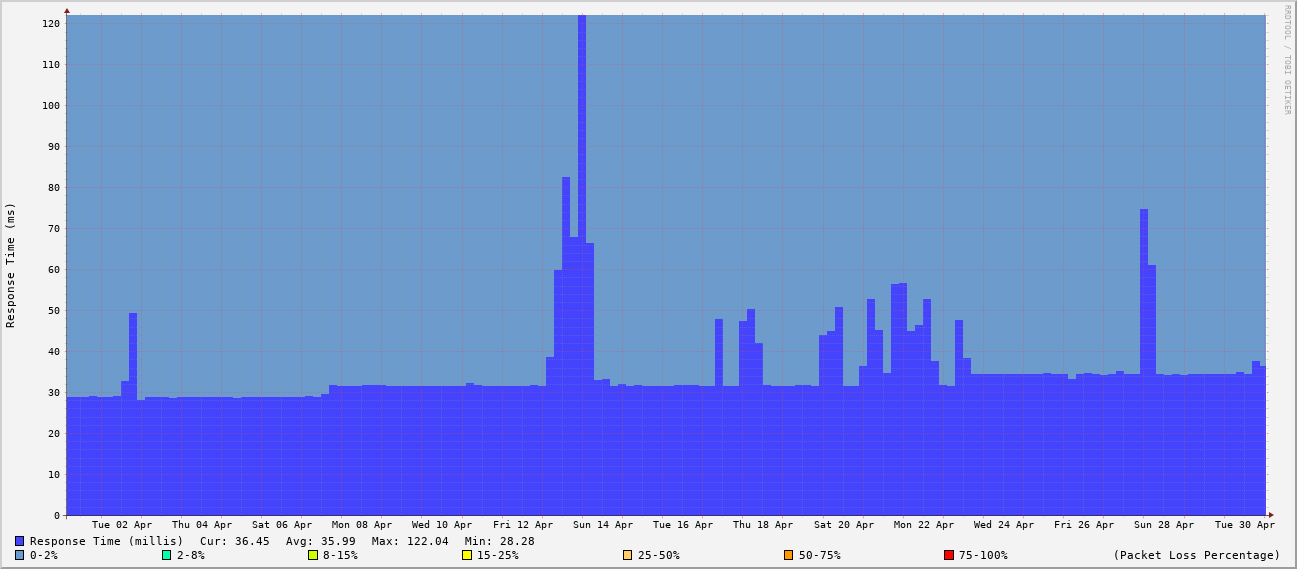 RRDTOOL / TOBI OETIKER
Response Time (ms)
120
110
100
90
80
70
60
50
40
30
20
10
0
Tue 02 Apr Thu 04 Apr Sat 06 Apr Mon 08 Apr Wed 10 Apr Fri 12 Apr Sun 14 Apr Tue 16 Apr Thu 18 Apr Sat 20 Apr Mon 22 Apr Wed 24 Apr Fri 26 Apr Sun 28 Apr Tue 30 Apr
Response Time (millis) Cur: 36.45 Avg: 35.99 Max: 122.04 Min: 28.28
0-2% 2-8% 8-15% 15-25% 25-50% 50-75% 75-100% (Packet Loss Percentage)